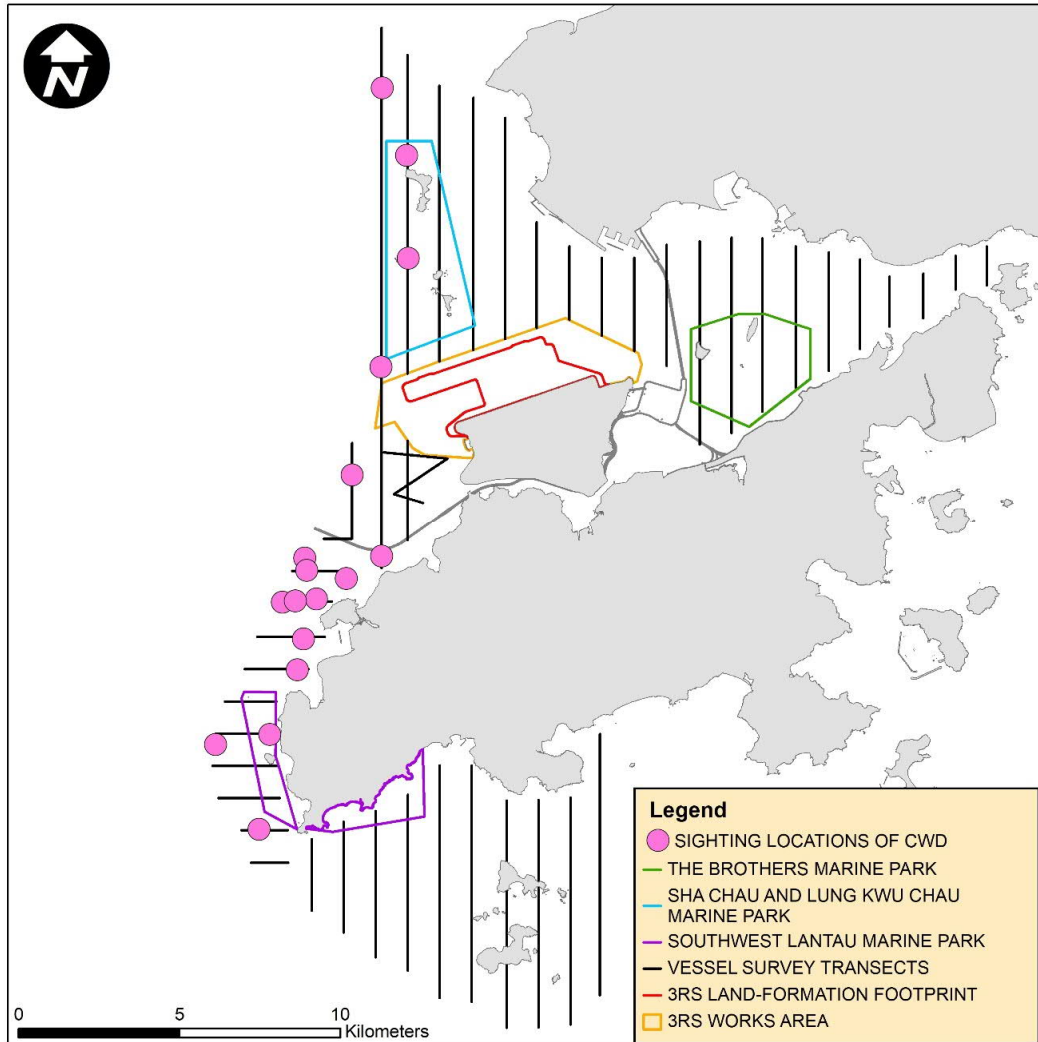 N
Legend
SIGHTING LOCATIONS OF CWD
THE BROTHERS MARINE PARK
SHA CHAU AND LUNG KWU CHAU
MARINE PARK
SOUTHWEST LANTAU MARINE PARK
VESSEL SURVEY TRANSECTS
3RS LAND-FORMATION FOOTPRINT
3RS WORKS AREA
0 5 10
Kilometers